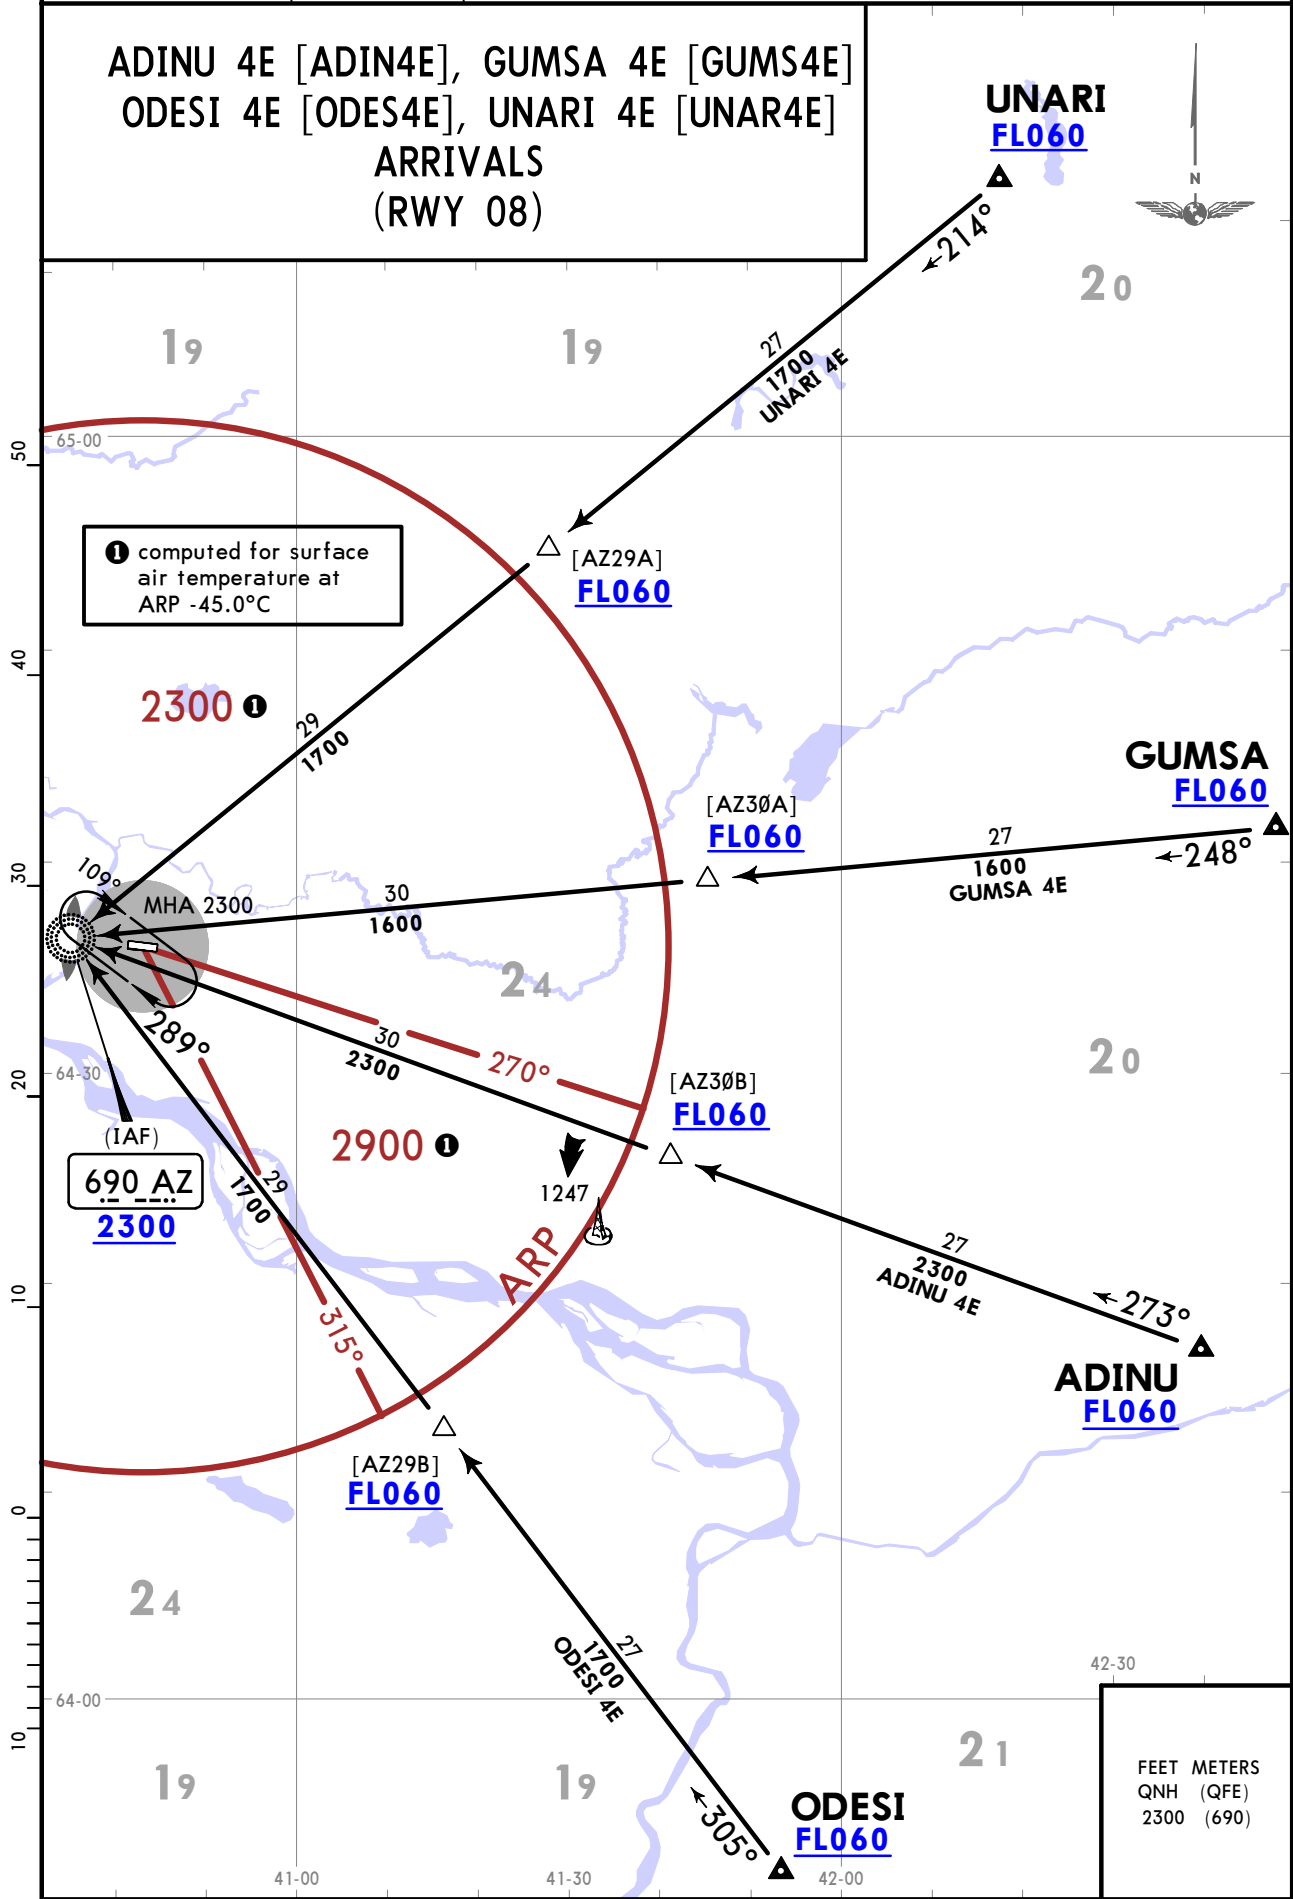 ADINU 4E [ADIN4E], GUMSA 4E [GUMS4E]
ODESI 4E [ODES4E], UNARI 4E [UNAR4E]
ARRIVALS
(RWY 08)
UNARI
FL060
N
214°
20
19
19
27
1700
UNARI 4E
50
65-00
1 computed for surface
air temperature at
ARP -45.0°C
[AZ29A]
FL060
40
2300 1
29
1700
GUMSA
FL060
[AZ30A]
FL060
27
1600
GUMSA 4E
248°
30
109°
MHA 2300
30
1600
24
289°
30
2300
270°
20
20
64-30
[AZ30B]
FL060
(IAF)
690 AZ
2300
2900 1
29
1700
1247
ARP
27
2300
ADINU 4E
273°
10
315°
ADINU
FL060
[AZ29B]
FL060
0
24
27
1700
ODESI 4E
42-30
64-00
10
19
19
21
FEET METERS
QNH (QFE)
2300 (690)
305°
ODESI
FL060
41-00
41-30
42-00